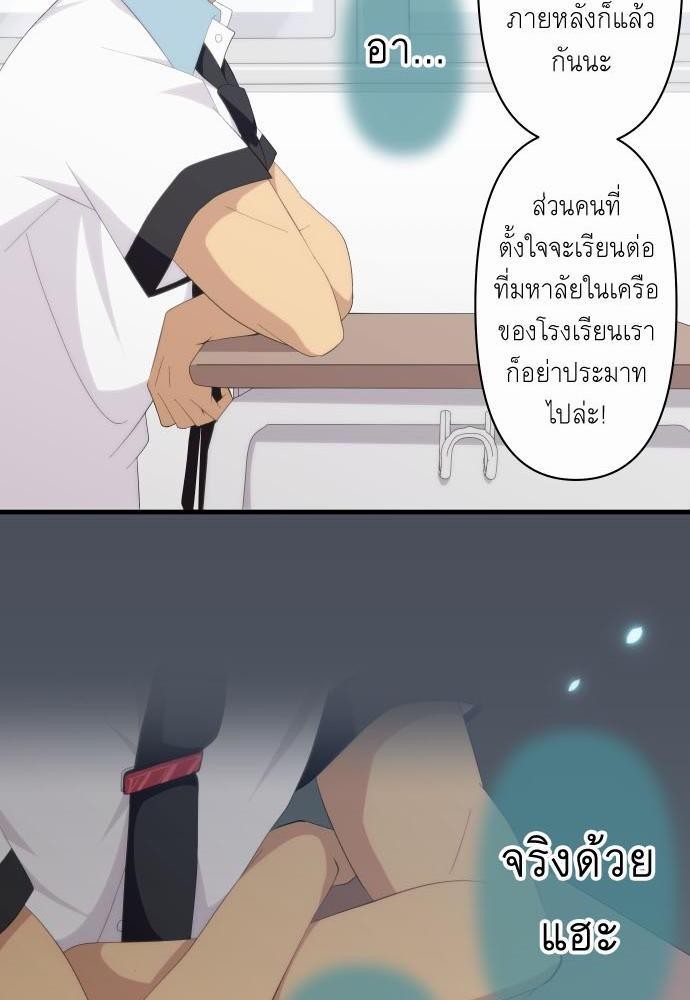 ภายหลังก็แล้ว
กันนะ
อา...
ส่วนคนที่
ตั้งใจจะเรียนต่อ
ที่มหาลัยในเครือ
ของโรงเรียนเรา
ก็อย่าประมาท
ไปล่ะ!
จริงด้วย
แฮะ